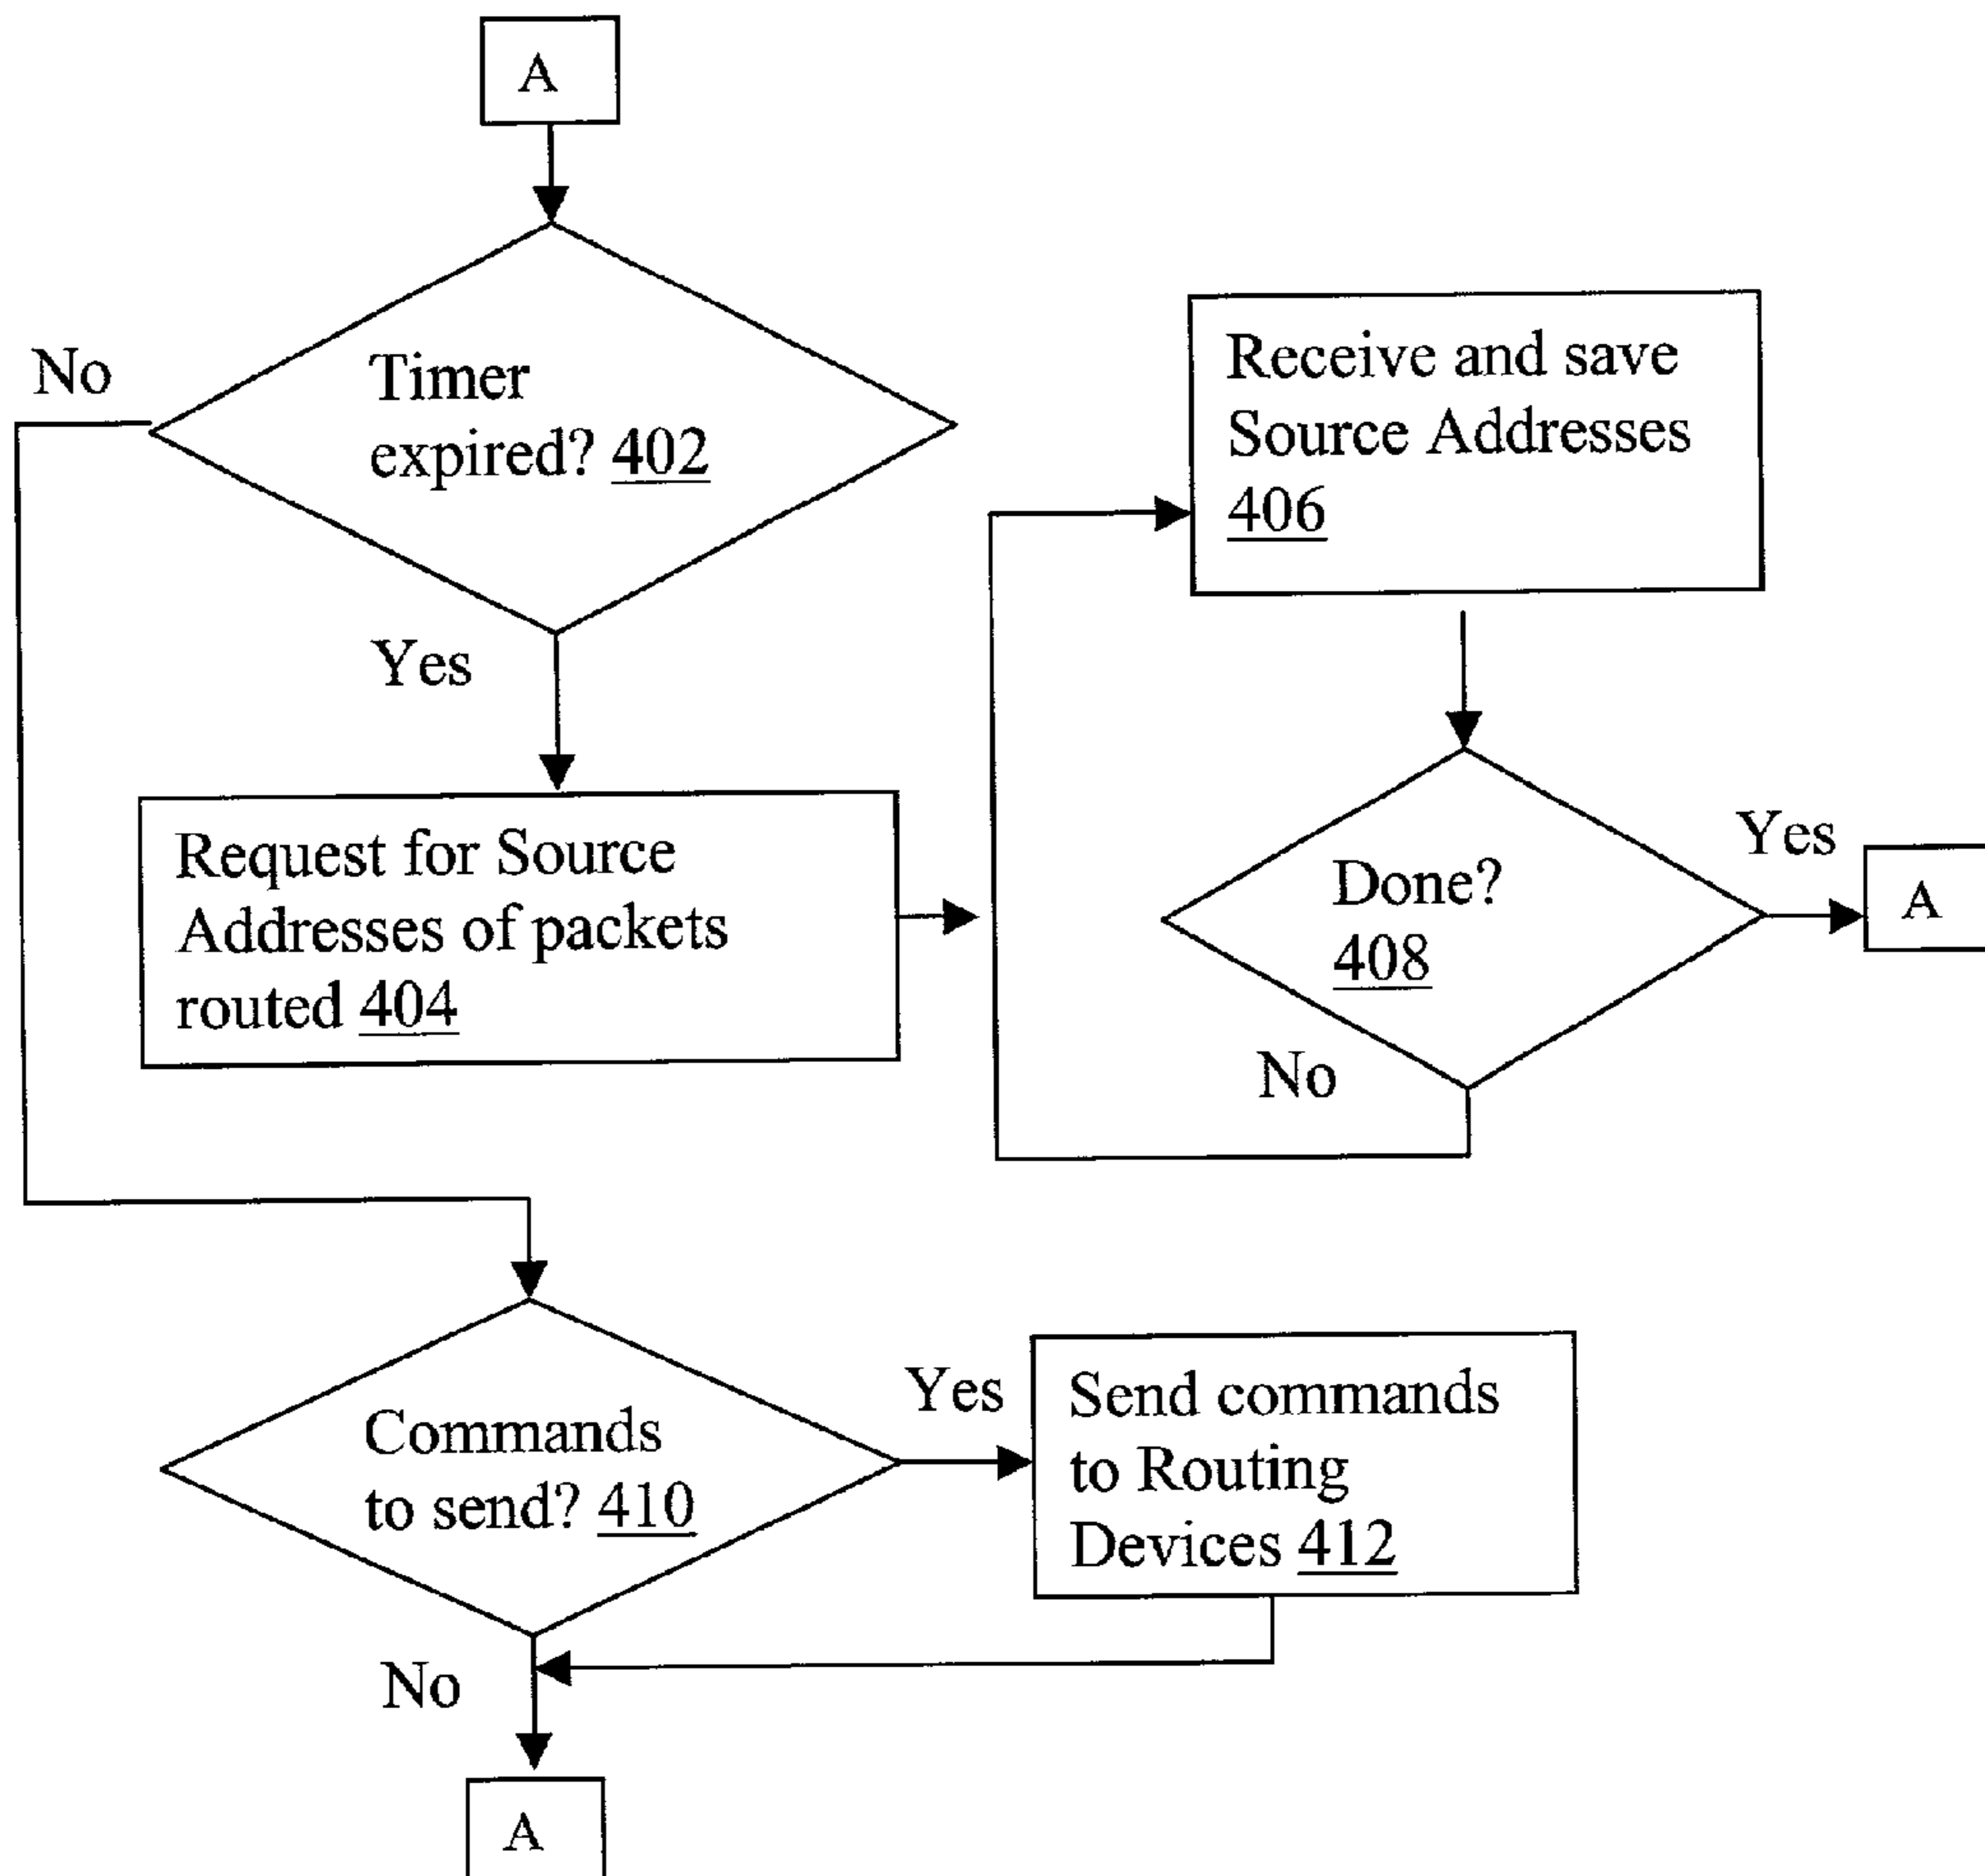 A
No
Timer
expired? 402
Yes
Request for Source
Addresses of packets
routed 404
Receive and save
Source Addresses
406
Done?
408
Yes
A
No
Commands
to send? 410
Yes
Send commands
to Routing
Devices 412
No
A